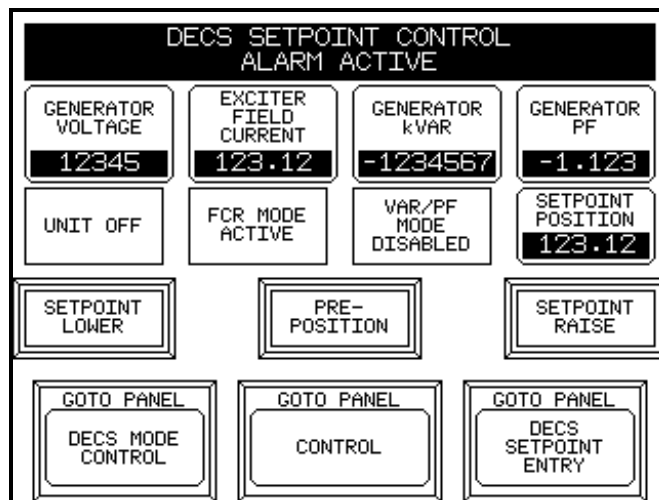 DECS SETPOINT CONTROL
ALARM ACTIVE
GENERATOR
VOLTAGE
12345
EXCITER
FIELD
CURRENT
123.12
GENERATOR
kVAR
-1234567
GENERATOR
PF
-1.123
UNIT OFF
FCR MODE
ACTIVE
VAR/PF
MODE
DISABLED
SETPOINT
POSITION
123.12
SETPOINT
LOWER
PRE-
POSITION
SETPOINT
RAISE
GOTO PANEL
DECS MODE
CONTROL
GOTO PANEL
CONTROL
GOTO PANEL
DECS
SETPOINT
ENTRY